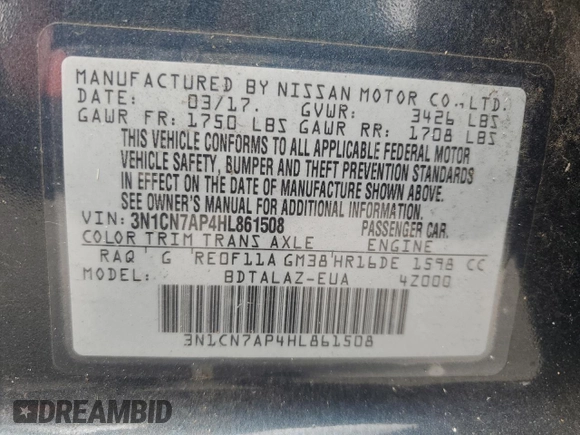 MANUFACTURED BY NISSAN MOTOR CO.,LTD.
DATE: 03/17. GVWR: 3426 LBS
GAWR FR: 1750 LBS GAWR RR: 1708 LBS
THIS VEHICLE CONFORMS TO ALL APPLICABLE FEDERAL MOTOR
VEHICLE SAFETY, BUMPER AND THEFT PREVENTION STANDARDS
IN EFFECT ON THE DATE OF MANUFACTURE SHOWN ABOVE.
SEE OWNER'S MANUAL FOR ADDITIONAL INFORMATION.
VIN: 3N1CN7AP4HL861508 PASSENGER CAR.
COLOR TRIM TRANS AXLE ENGINE
RAQ G RE0F11A GM38 HR16DE 1598 CC
MODEL: BDTALAZ-EUA 4Z000
3N1CN7AP4HL861508
DREAMBID